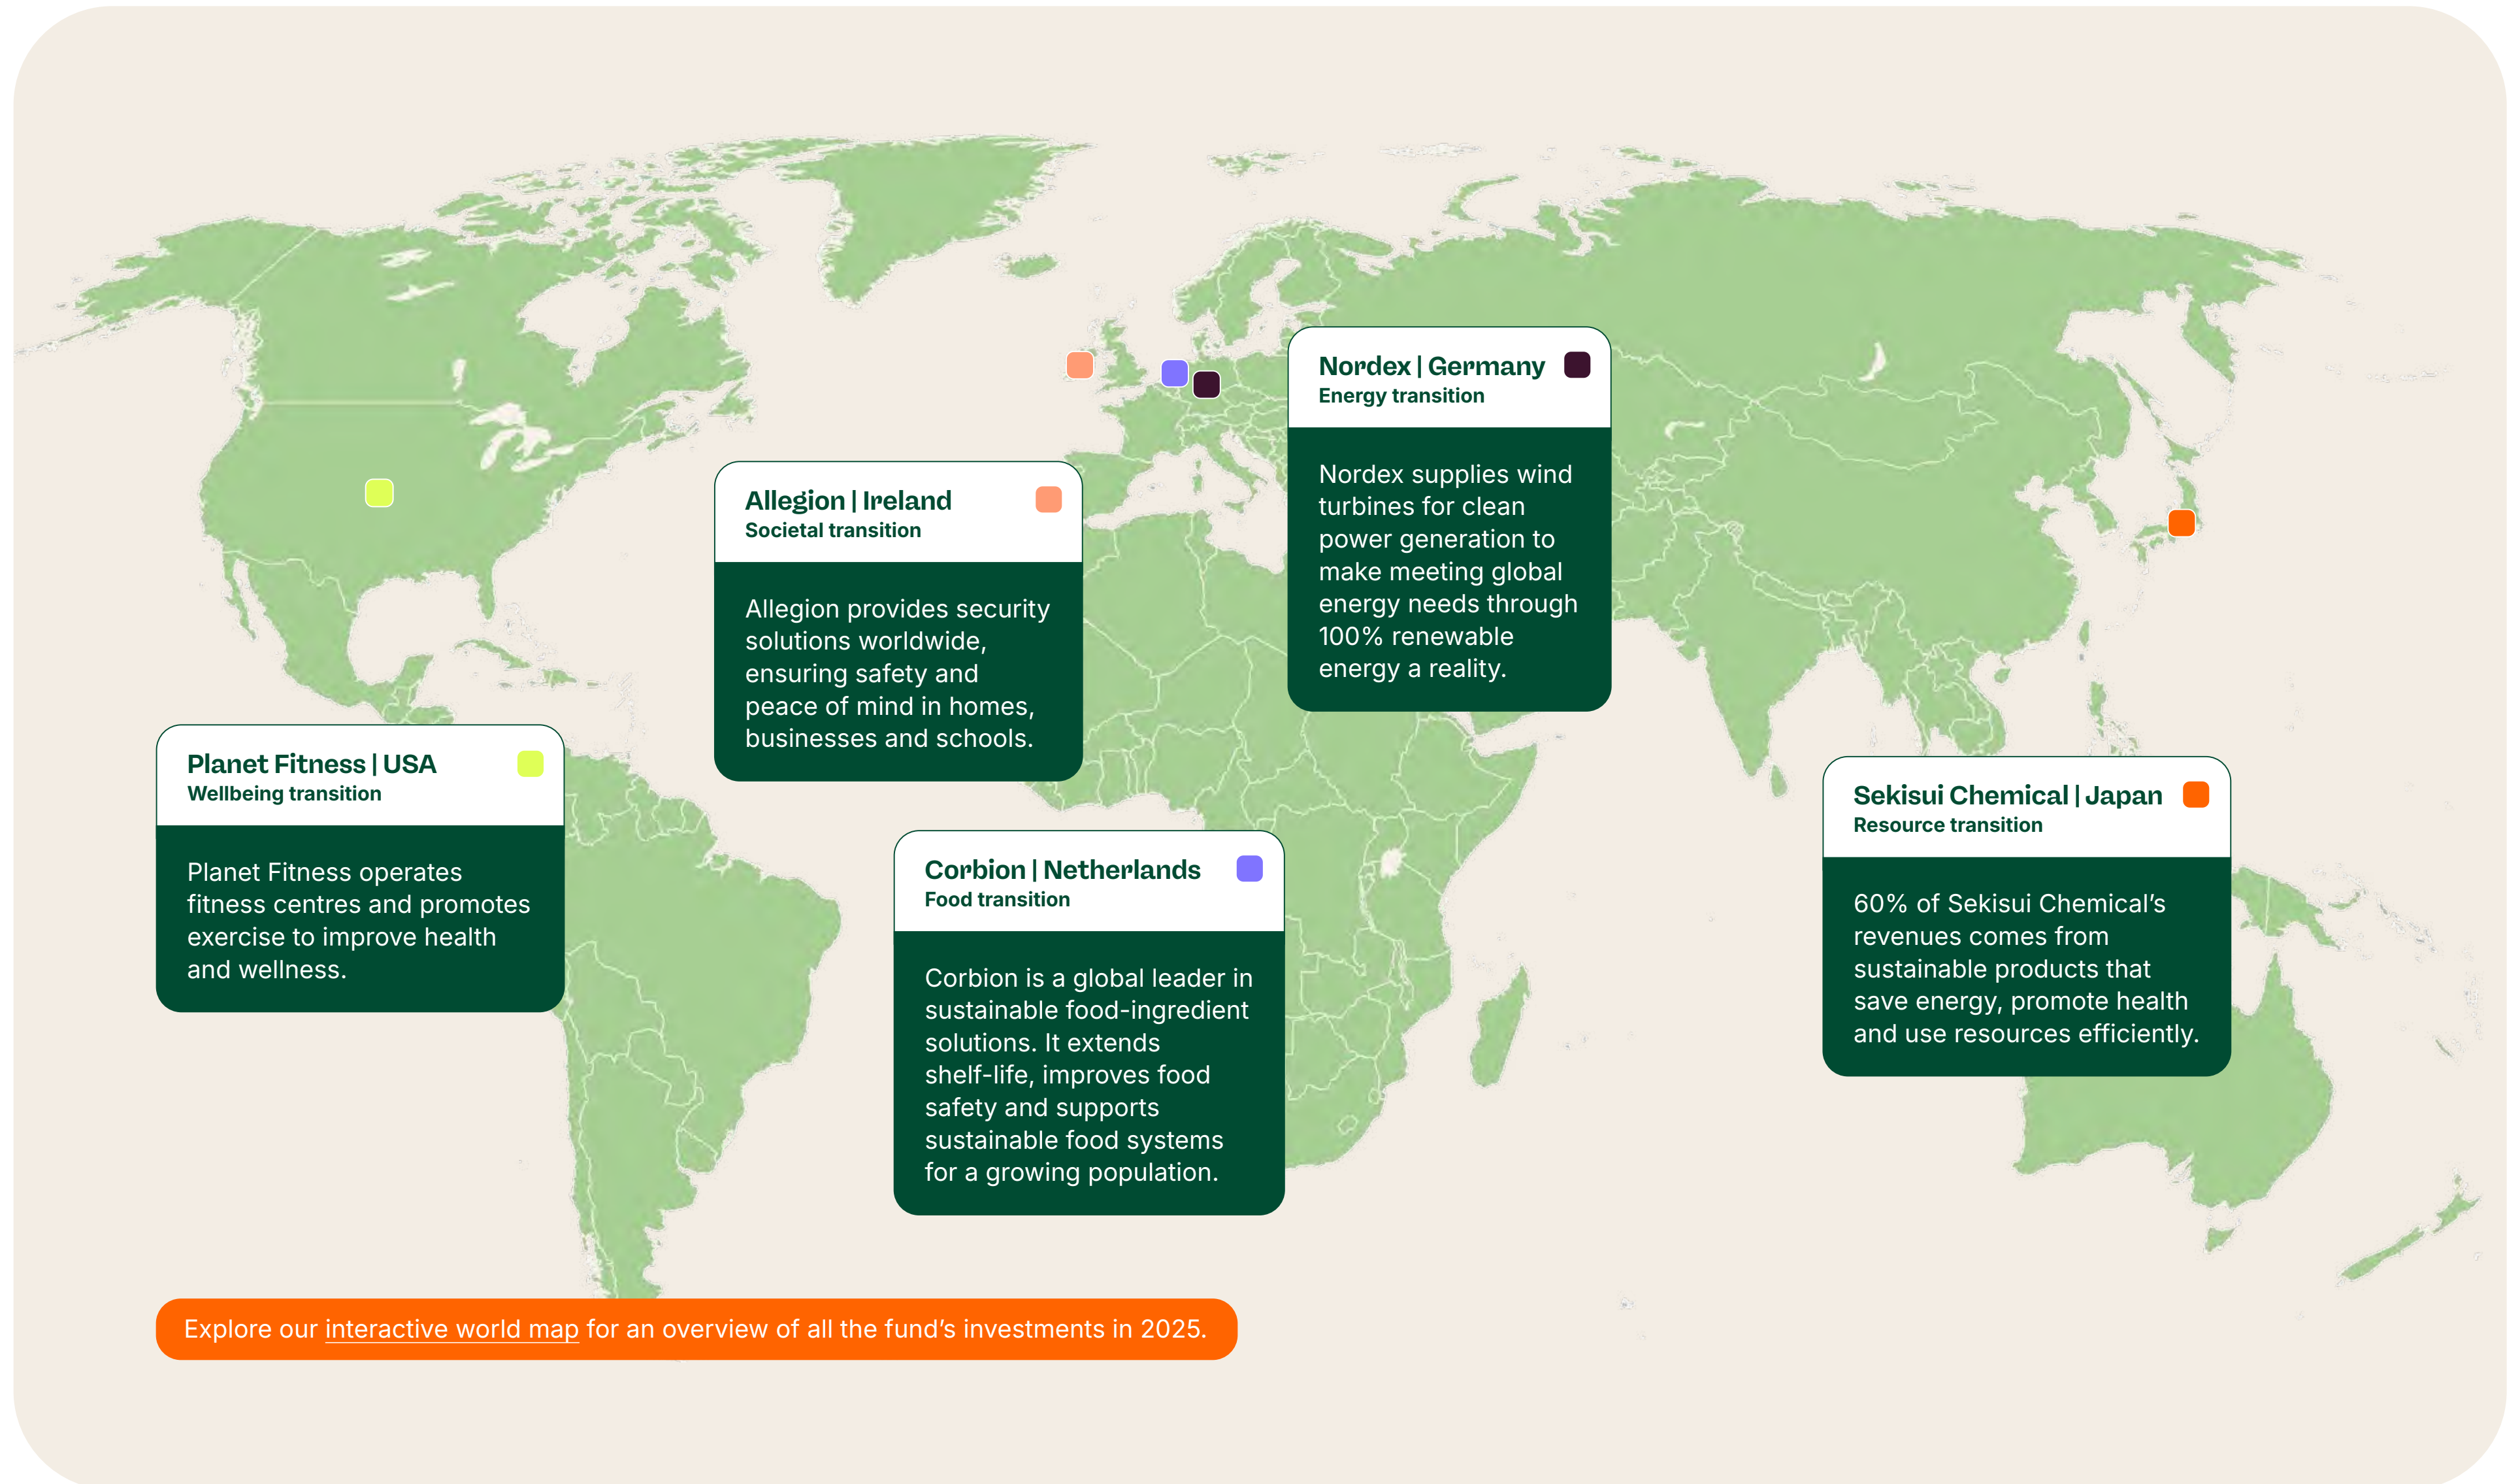 Nordex | Germany
Energy transition
Nordex supplies wind
turbines for clean
power generation to
make meeting global
energy needs through
100% renewable
energy a reality.
Allegion | Ireland
Societal transition
Allegion provides security
solutions worldwide,
ensuring safety and
peace of mind in homes,
businesses and schools.
Planet Fitness | USA
Wellbeing transition
Planet Fitness operates
fitness centres and promotes
exercise to improve health
and wellness.
Corbion | Netherlands
Food transition
Corbion is a global leader in
sustainable food-ingredient
solutions. It extends
shelf-life, improves food
safety and supports
sustainable food systems
for a growing population.
Sekisui Chemical | Japan
Resource transition
60% of Sekisui Chemical’s
revenues comes from
sustainable products that
save energy, promote health
and use resources efficiently.
Explore our interactive world map for an overview of all the fund’s investments in 2025.